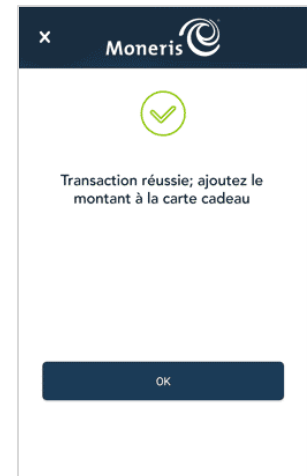 ×
Moneris
Transaction réussie; ajoutez le
montant à la carte cadeau
OK